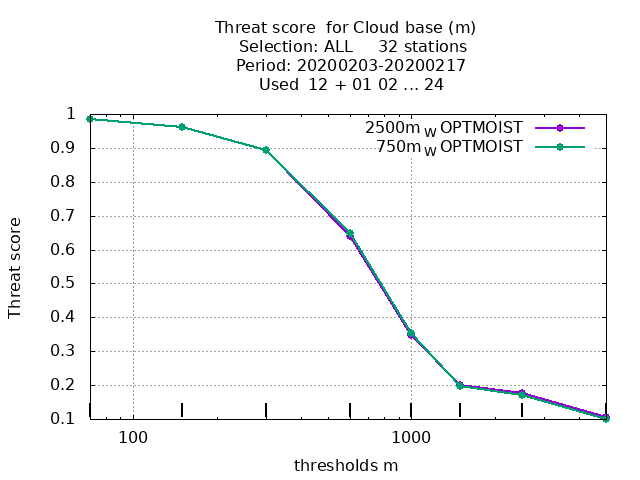 Threat score  for Cloud base (m)
Selection: ALL     32 stations
Period: 20200203-20200217
Used  12 + 01 02 ... 24
2500m W OPTMOIST
750m W OPTMOIST
1
0.9
0.8
0.7
0.6
0.5
0.4
0.3
0.2
0.1
Threat score
100 1000
thresholds m